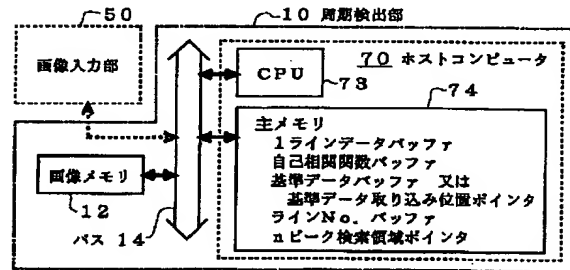 50
10 周期検出部
画像入力部
CPU
73
70 ホストコンピュータ
74
主メモリ
1ラインデータバッファ
自己相関関数バッファ
基準データバッファ 又は
基準データ取り込み位置ポインタ
ラインNo. バッファ
nピーク検索領域ポインタ
画像メモリ
12
バス 14